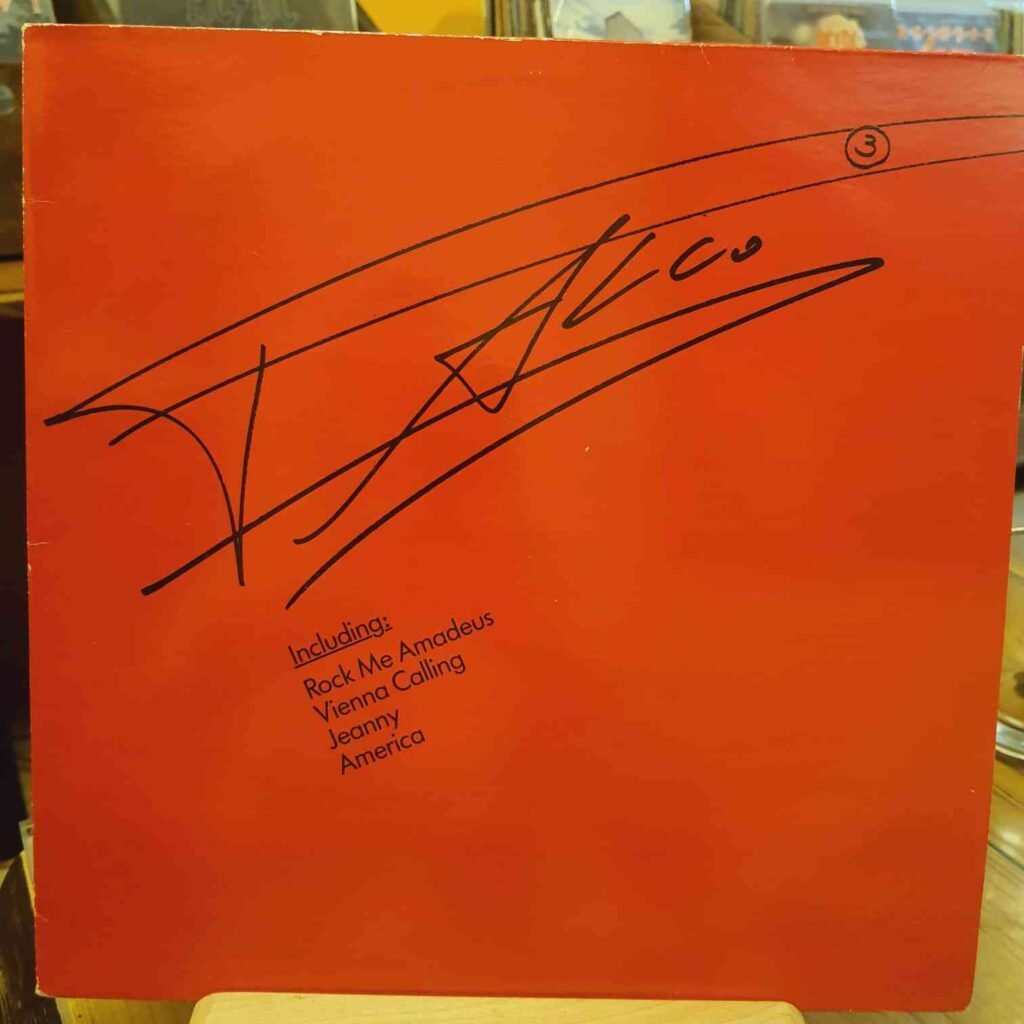 3
FALCO
Including:
Rock Me Amadeus
Vienna Calling
Jeanny
America